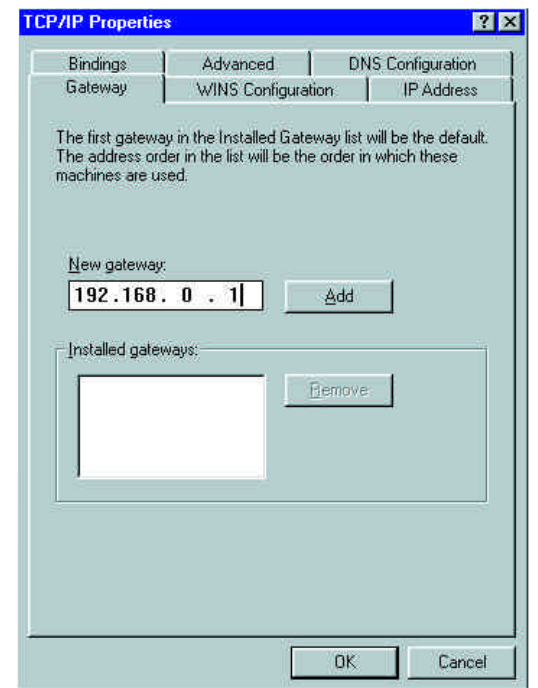 TCP/IP Properties
Bindings Advanced DNS Configuration
Gateway WINS Configuration IP Address
The first gateway in the Installed Gateway list will be the default.
The address order in the list will be the order in which these
machines are used.
New gateway:
192.168. 0 . 1
Add
Installed gateways:
Remove
OK Cancel